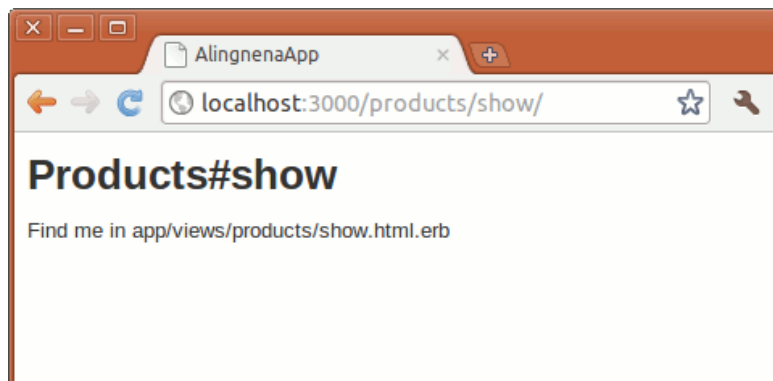 AlingnenaApp
localhost:3000/products/show/
Products#show
Find me in app/views/products/show.html.erb